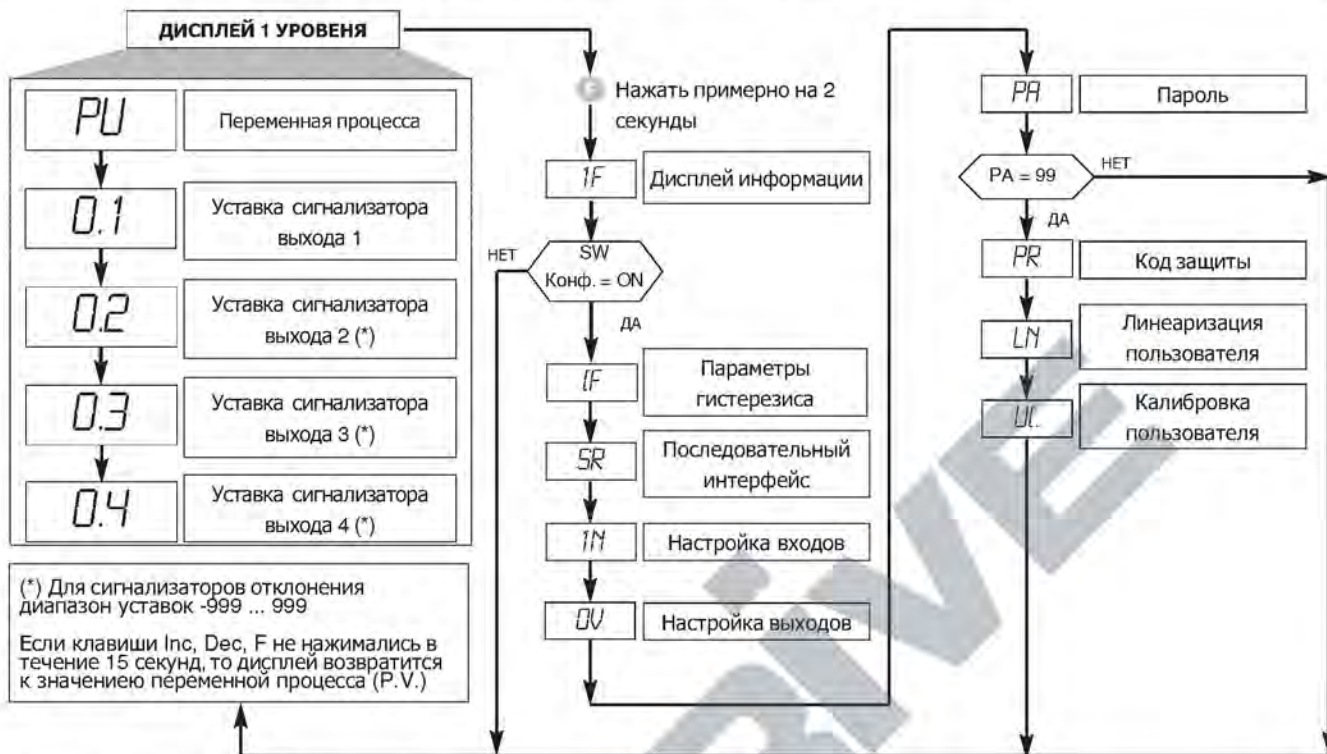 ДИСПЛЕЙ 1 УРОВЕНЯ
PU
Переменная процесса
0.1
Уставка сигнализатора
выхода 1
0.2
Уставка сигнализатора
выхода 2 (*)
0.3
Уставка сигнализатора
выхода 3 (*)
0.4
Уставка сигнализатора
выхода 4 (*)
(*) Для сигнализаторов отклонения
диапазон уставок -999 ... 999
Если клавиши Inc, Dec, F не нажимались в
течение 15 секунд, то дисплей возвратится
к значениею переменной процесса (P.V.)
F Нажать примерно на 2
секунды
1F
Дисплей информации
SW
Конф. = ON
НЕТ
ДА
CF
Параметры
гистерезиса
SR
Последовательный
интерфейс
1N
Настройка входов
OU.
Настройка выходов
PA
Пароль
PA = 99
НЕТ
ДА
PR
Код защиты
LN
Линеаризация
пользователя
UC.
Калибровка
пользователя